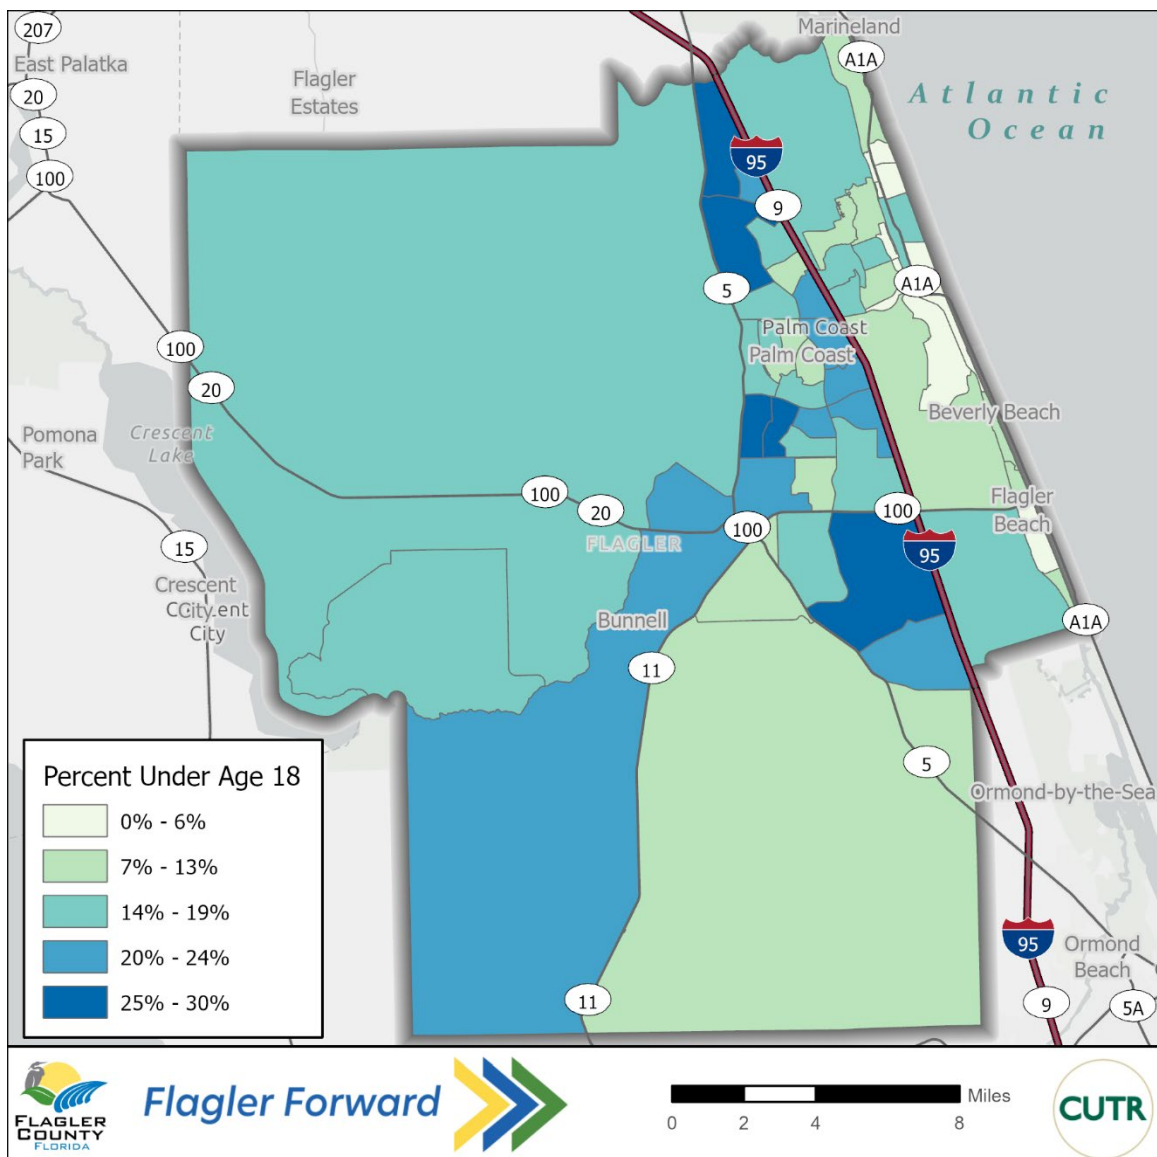 207
East Palatka
20
15
100
Flagler
Estates
Marineland
A1A
Atlantic
Ocean
95
9
5
A1A
Palm Coast
Palm Coast
100
20
Pomona
Park
Crescent
Lake
Beverly Beach
100
20
100
100
Flagler
Beach
FLAGLER
15
95
Crescent
City
Crescent
City
Bunnell
A1A
11
5
Ormond-by-the-Sea
95
Ormond
Beach
11
9
5A
Percent Under Age 18
0% - 6%
7% - 13%
14% - 19%
20% - 24%
25% - 30%
FLAGLER
COUNTY
FLORIDA
Flagler Forward
Miles
0 2 4 8
CUTR